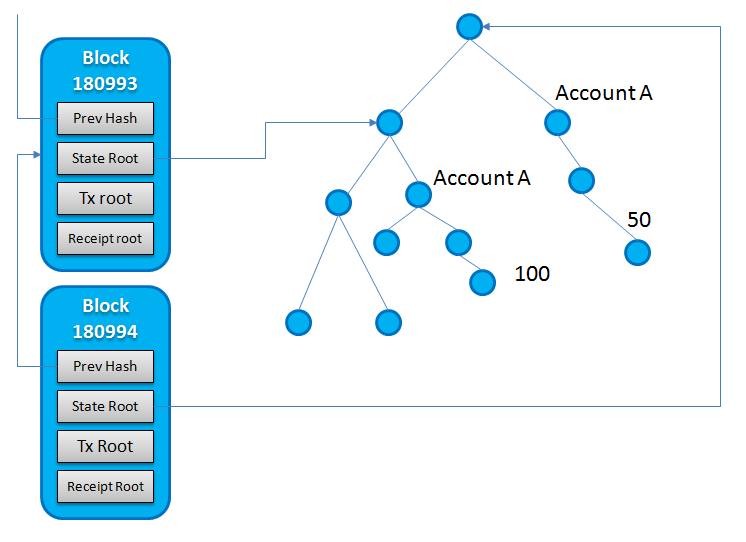 Block
180993
Prev Hash
State Root
Tx root
Receipt root
Block
180994
Prev Hash
State Root
Tx Root
Receipt Root
Account A
Account A
50
100